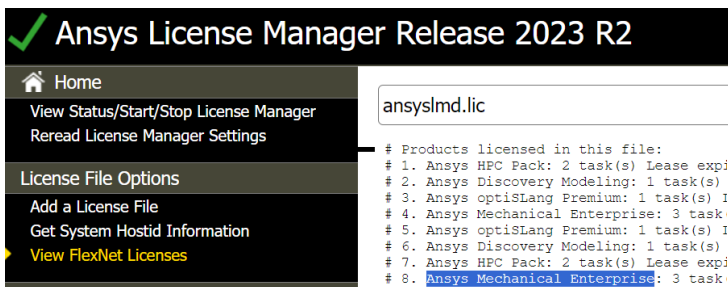 Ansys License Manager Release 2023 R2
Home
View Status/Start/Stop License Manager
Reread License Manager Settings
License File Options
Add a License File
Get System Hostid Information
View FlexNet Licenses
ansyslmd.lic
# Products licensed in this file:
# 1. Ansys HPC Pack: 2 task(s) Lease expi
# 2. Ansys Discovery Modeling: 1 task(s)
# 3. Ansys optiSLang Premium: 1 task(s)
# 4. Ansys Mechanical Enterprise: 3 task
# 5. Ansys optiSLang Premium: 1 task(s)
# 6. Ansys Discovery Modeling: 1 task(s)
# 7. Ansys HPC Pack: 2 task(s) Lease expi
# 8. Ansys Mechanical Enterprise: 3 task